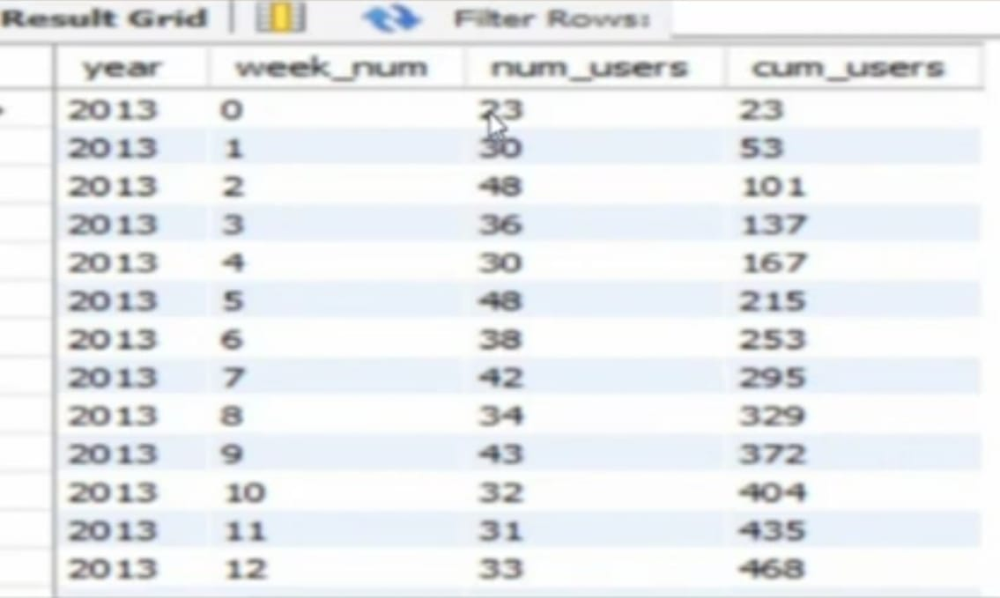 Result Grid Filter Rows:
year week_num num_users cum_users
2013 0 23 23
2013 1 30 53
2013 2 48 101
2013 3 36 137
2013 4 30 167
2013 5 48 215
2013 6 38 253
2013 7 42 295
2013 8 34 329
2013 9 43 372
2013 10 32 404
2013 11 31 435
2013 12 33 468